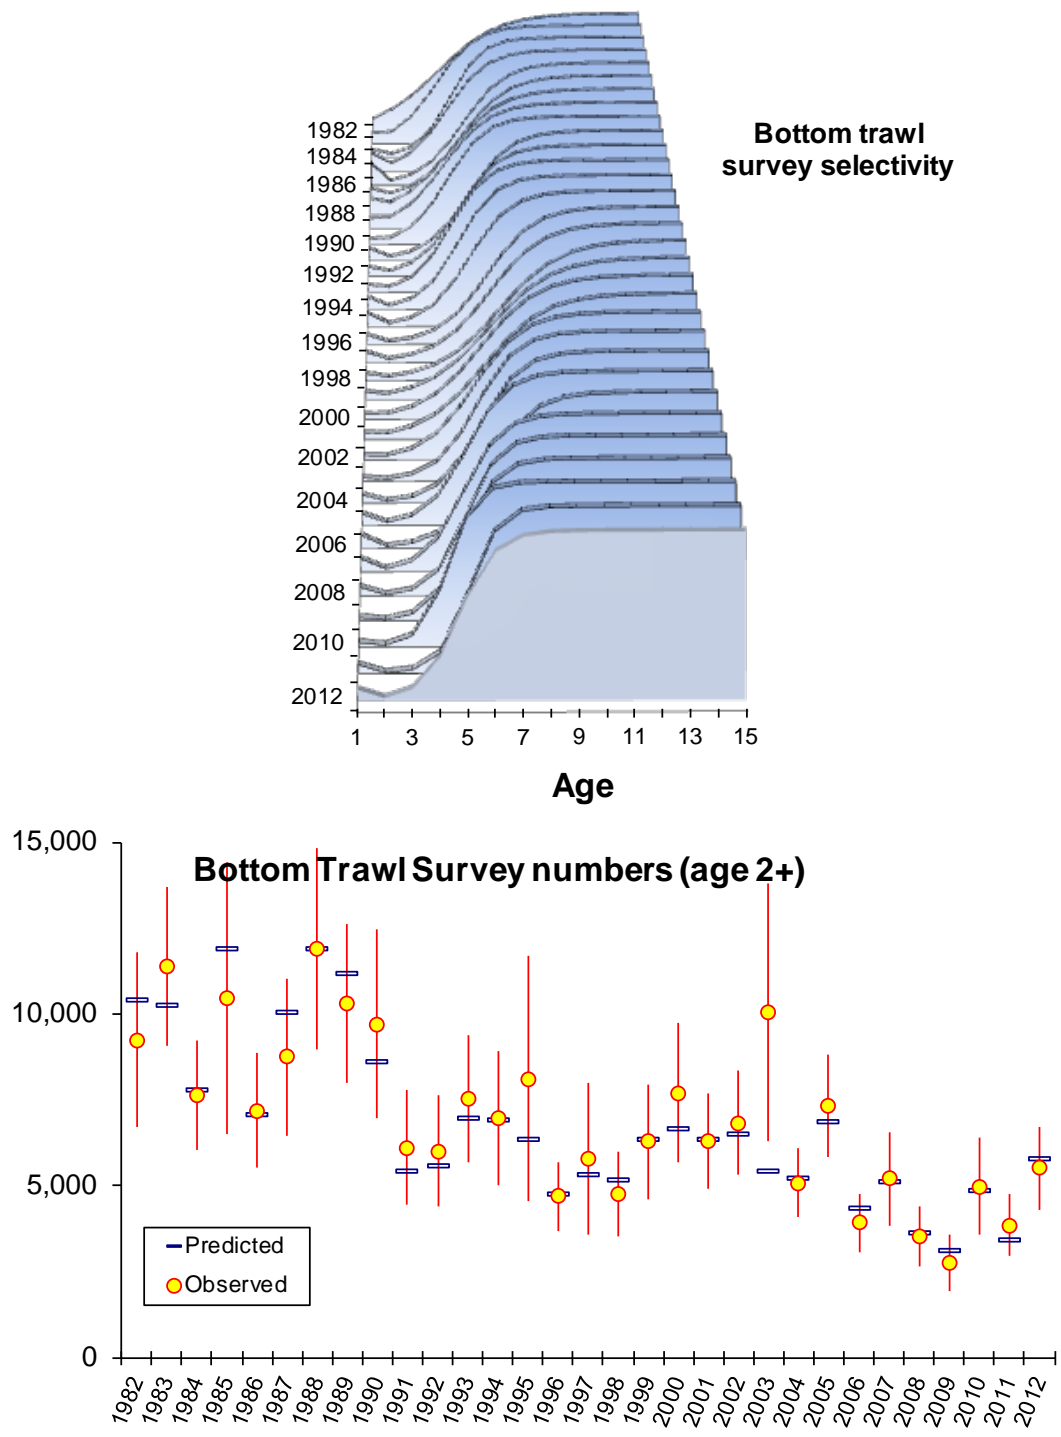 Bottom trawl
survey selectivity
1982
1984
1986
1988
1990
1992
1994
1996
1998
2000
2002
2004
2006
2008
2010
2012
1 3 5 7 9 11 13 15
Age
Bottom Trawl Survey numbers (age 2+)
15,000
10,000
5,000
0
Predicted
Observed
1982 1983 1984 1985 1986 1987 1988 1989 1990 1991 1992 1993 1994 1995 1996 1997 1998 1999 2000 2001 2002 2003 2004 2005 2006 2007 2008 2009 2010 2011 2012